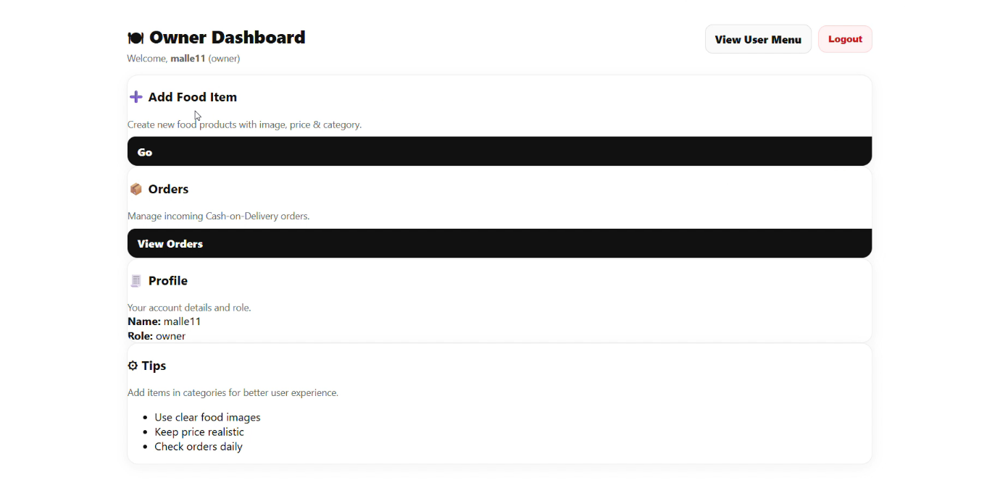 🍽 Owner Dashboard
View User Menu
Logout
Welcome, malle11 (owner)
➕ Add Food Item
Create new food products with image, price & category.
Go
📦 Orders
Manage incoming Cash-on-Delivery orders.
View Orders
🧾 Profile
Your account details and role.
Name: malle11
Role: owner
⚙ Tips
Add items in categories for better user experience.
• Use clear food images
• Keep price realistic
• Check orders daily